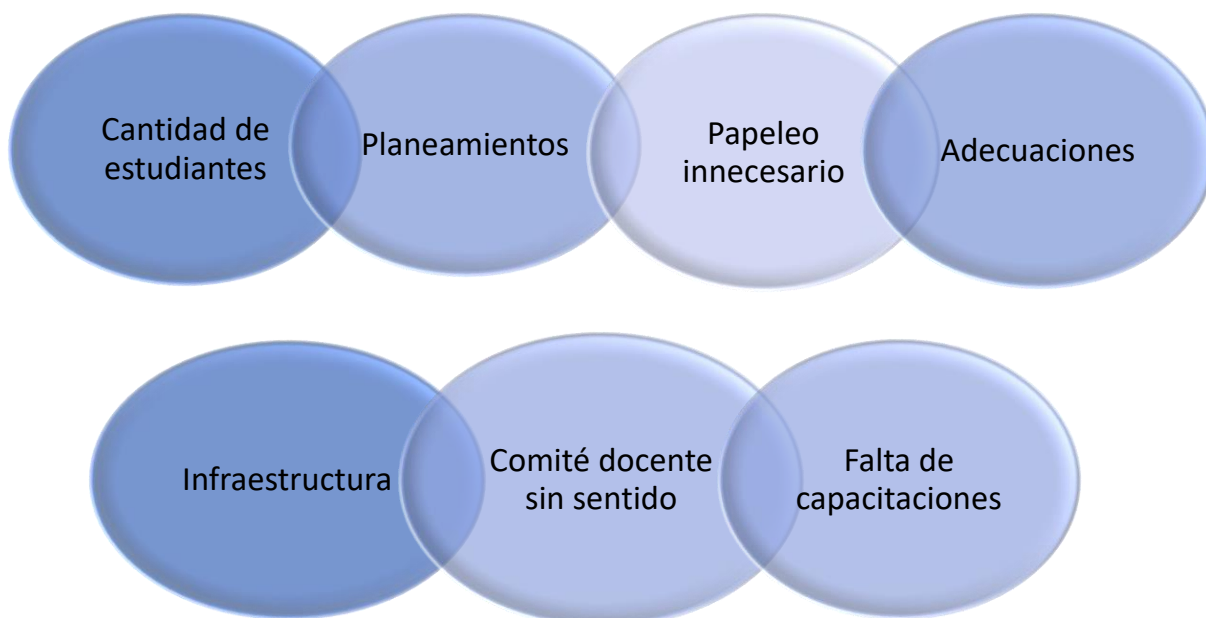 Cantidad de
estudiantes
Planeamientos
Papeleo
innecesario
Adecuaciones
Infraestructura
Comité docente
sin sentido
Falta de
capacitaciones